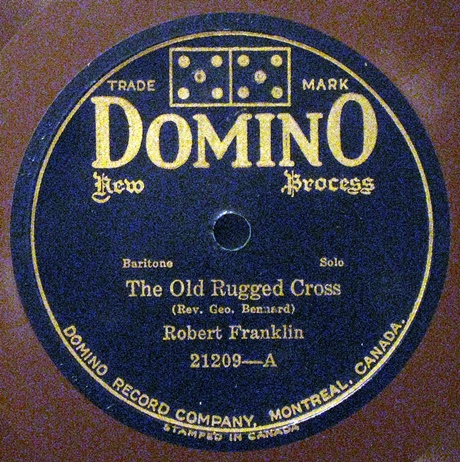 TRADE MARK
DOMINO
New Process
Baritone Solo
The Old Rugged Cross
(Rev. Geo. Bennard)
Robert Franklin
21209—A
DOMINO RECORD COMPANY, MONTREAL, CANADA.
STAMPED IN CANADA